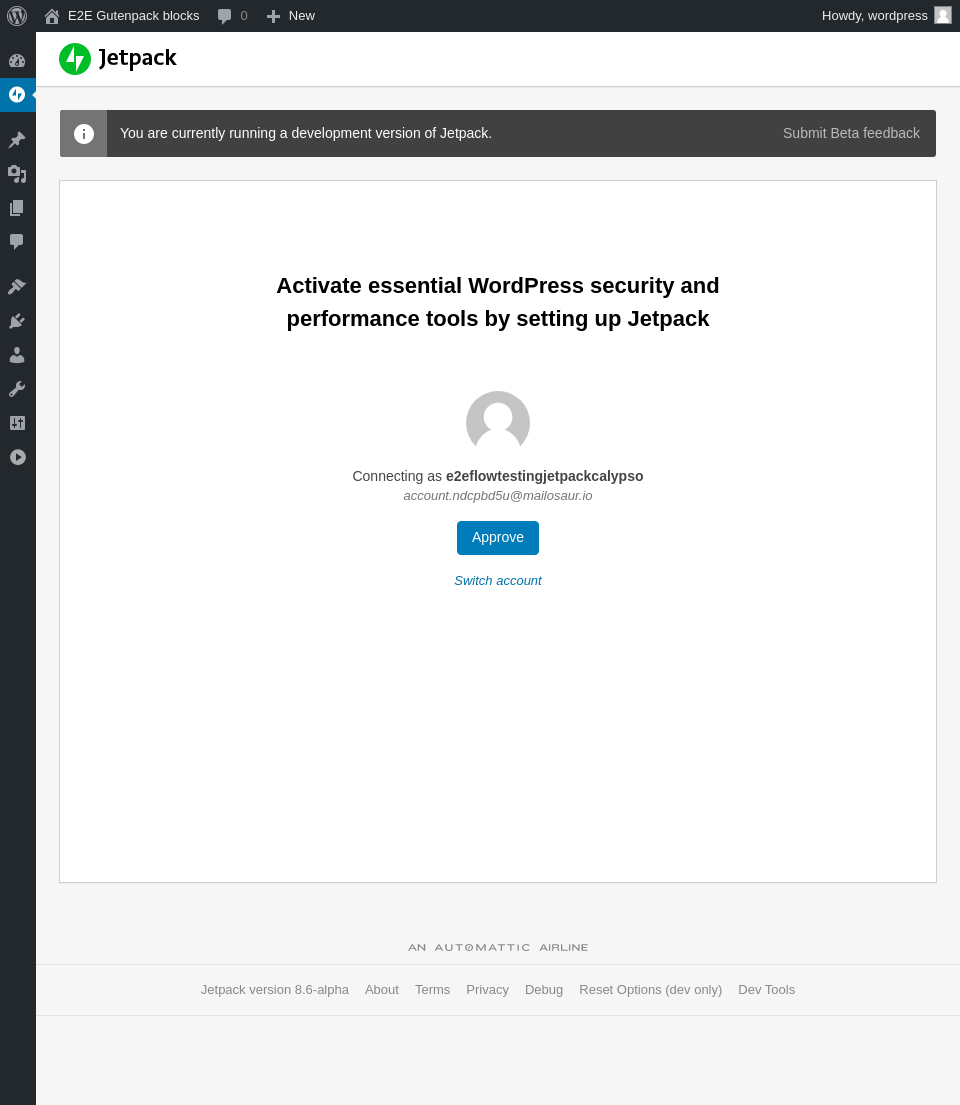 E2E Gutenpack blocks 0 New Howdy, wordpress
Jetpack
You are currently running a development version of Jetpack. Submit Beta feedback
Activate essential WordPress security and
performance tools by setting up Jetpack
Connecting as e2eflowtestingjetpackcalypso
account.ndcpbd5u@mailosaur.io
Approve
Switch account
AN AUTOMATTIC AIRLINE
Jetpack version 8.6-alpha About Terms Privacy Debug Reset Options (dev only) Dev Tools